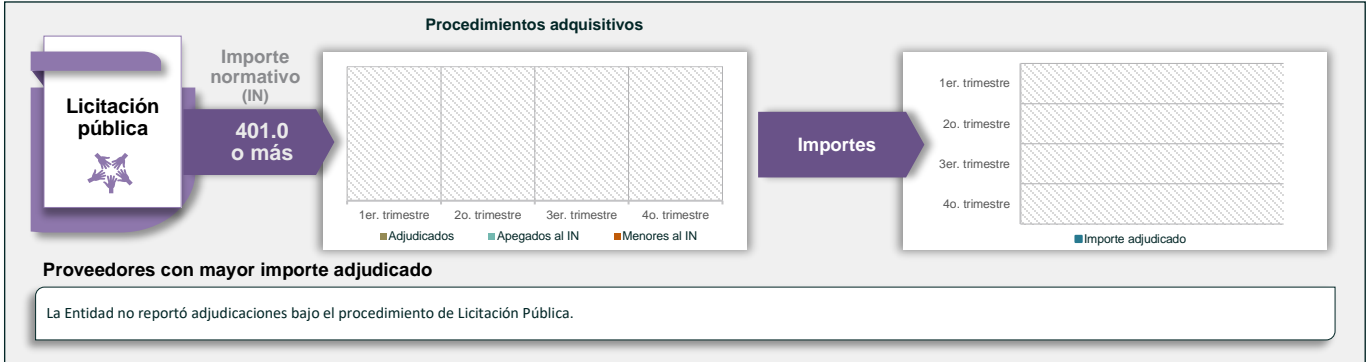 Procedimientos adquisitivos
Licitación
pública
Importe
normativo
(IN)
401.0
o más
1er. trimestre 2o. trimestre 3er. trimestre 4o. trimestre
Adjudicados Apegados al IN Menores al IN
Importes
1er. trimestre
2o. trimestre
3er. trimestre
4o. trimestre
Importe adjudicado
Proveedores con mayor importe adjudicado
La Entidad no reportó adjudicaciones bajo el procedimiento de Licitación Pública.